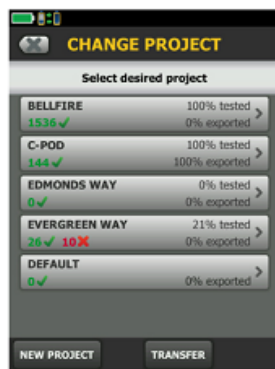 CHANGE PROJECT
Select desired project
BELLFIRE 100% tested
1536 0% exported
C-POD 100% tested
144 100% exported
EDMONDS WAY 0% tested
0 0% exported
EVERGREEN WAY 21% tested
26 10 0% exported
DEFAULT
0 0% exported
NEW PROJECT TRANSFER